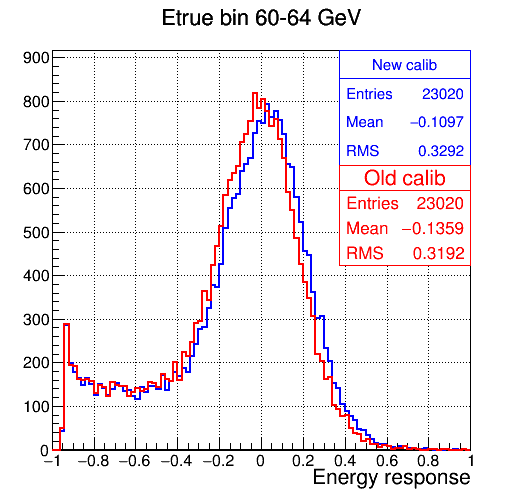 Etrue bin 60-64 GeV
New calib
Entries 23020
Mean −0.1097
RMS 0.3292
Old calib
Entries 23020
Mean −0.1359
RMS 0.3192
900
800
700
600
500
400
300
200
100
0
−1 −0.8 −0.6 −0.4 −0.2 0 0.2 0.4 0.6 0.8 1
Energy response